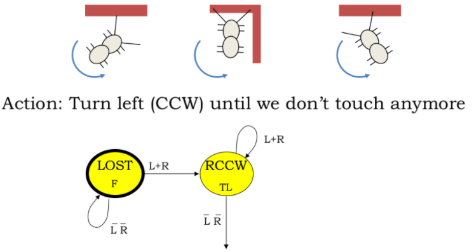 Action: Turn left (CCW) until we don't touch anymore
L+R
LOST L+R RCCW
F TL
L̅ R̅
L̅ R̅